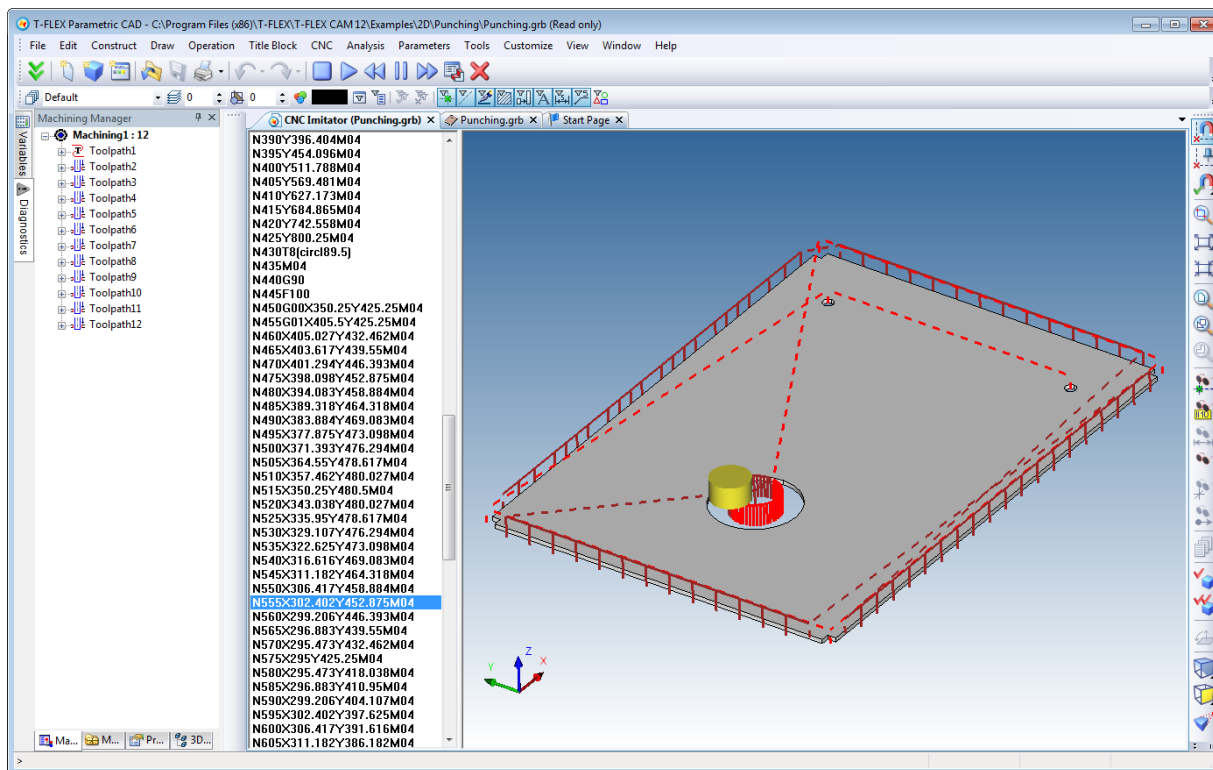 T-FLEX Parametric CAD - C:\Program Files (x86)\T-FLEX\T-FLEX CAM 12\Examples\2D\Punching\Punching.grb (Read only)
File Edit Construct Draw Operation Title Block CNC Analysis Parameters Tools Customize View Window Help
Default 0 0
Machining Manager
CNC Imitator (Punching.grb) Punching.grb Start Page
Variables
Diagnostics
Machining1 : 12
Toolpath1
Toolpath2
Toolpath3
Toolpath4
Toolpath5
Toolpath6
Toolpath7
Toolpath8
Toolpath9
Toolpath10
Toolpath11
Toolpath12
N390Y396.404M04
N395Y454.096M04
N400Y511.788M04
N405Y569.481M04
N410Y627.173M04
N415Y684.865M04
N420Y742.558M04
N425Y800.25M04
N430T8(circl89.5)
N435M04
N440G90
N445F100
N450G00X350.25Y425.25M04
N455G01X405.5Y425.25M04
N460X405.027Y432.462M04
N465X403.617Y439.55M04
N470X401.294Y446.393M04
N475X398.098Y452.875M04
N480X394.083Y458.884M04
N485X389.318Y464.318M04
N490X383.884Y469.083M04
N495X377.875Y473.098M04
N500X371.393Y476.294M04
N505X364.55Y478.617M04
N510X357.462Y480.027M04
N515X350.25Y480.5M04
N520X343.038Y480.027M04
N525X335.95Y478.617M04
N530X329.107Y476.294M04
N535X322.625Y473.098M04
N540X316.616Y469.083M04
N545X311.182Y464.318M04
N550X306.417Y458.884M04
N555X302.402Y452.875M04
N560X299.206Y446.393M04
N565X296.883Y439.55M04
N570X295.473Y432.462M04
N575X295Y425.25M04
N580X295.473Y418.038M04
N585X296.883Y410.95M04
N590X299.206Y404.107M04
N595X302.402Y397.625M04
N600X306.417Y391.616M04
N605X311.182Y386.182M04
Y Z X
Ma... M... Pr... 3D...
>